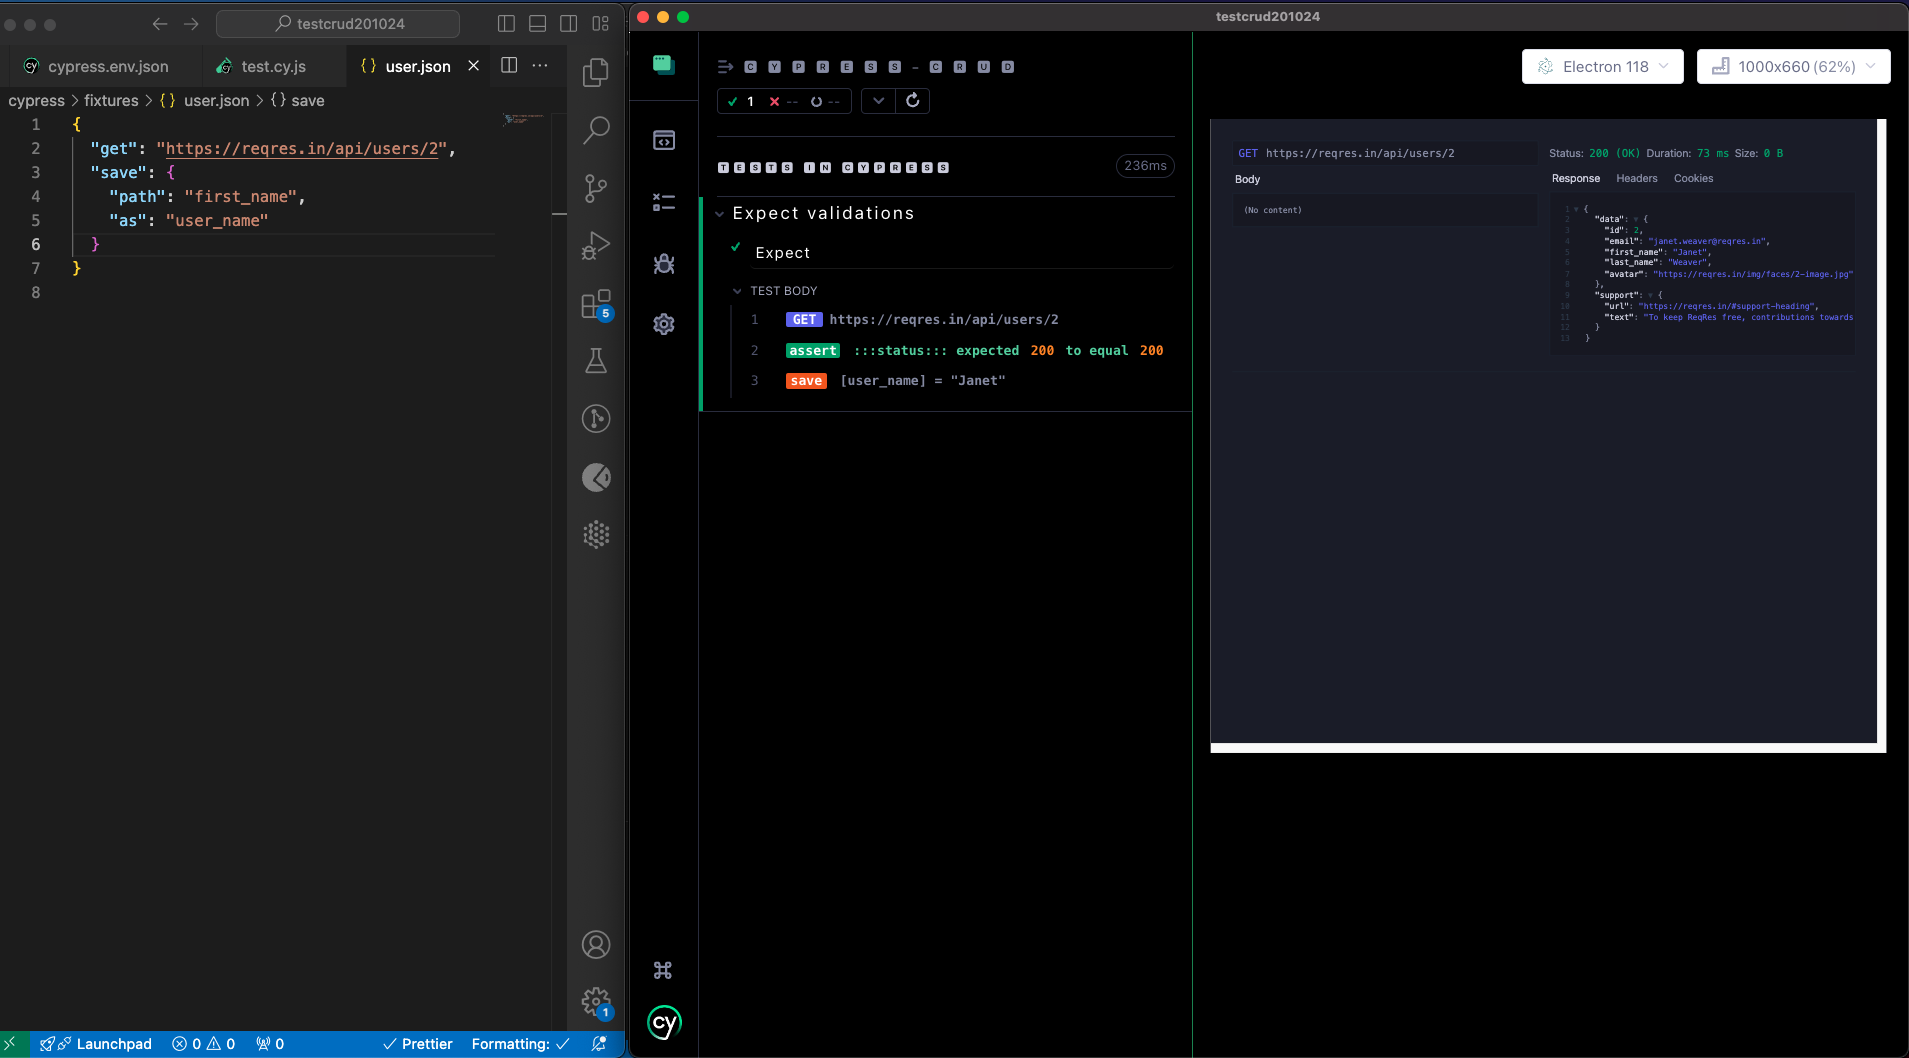 testcrud201024
cypress.env.json
test.cy.js
{} user.json
cypress > fixtures > {} user.json > {} save
1 {
2 "get": "https://reqres.in/api/users/2",
3 "save": {
4 "path": "first_name",
5 "as": "user_name"
6 }
7 }
8
5
1
Launchpad
0
0
0
Prettier
Formatting:
testcrud201024
CYPRESS-CRUD
1 -- --
TESTS IN CYPRESS
236ms
Expect validations
Expect
TEST BODY
1 GET https://reqres.in/api/users/2
2 assert :::status::: expected 200 to equal 200
3 save [user_name] = "Janet"
cy
Electron 118
1000x660 (62%)
GET https://reqres.in/api/users/2
Body
(No content)
Status: 200 (OK) Duration: 73 ms Size: 0 B
Response Headers Cookies
1 {
2 "data": {
3 "id": 2,
4 "email": "janet.weaver@reqres.in",
5 "first_name": "Janet",
6 "last_name": "Weaver",
7 "avatar": "https://reqres.in/img/faces/2-image.jpg"
8 },
9 "support": {
10 "url": "https://reqres.in/#support-heading",
11 "text": "To keep ReqRes free, contributions towards
12 }
13 }